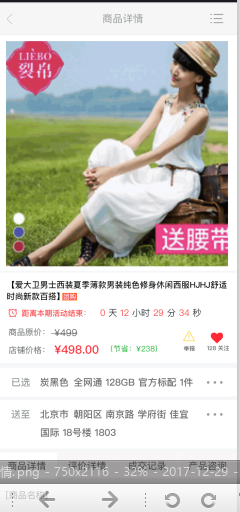 商品详情
LIEBO
裂帛
送腰带
【爱大卫男士西装夏季薄款男装纯色修身休闲西服HJHJ舒适
时尚新款百搭】
距离本期活动结束: 0 天 12 小时 29 分 34 秒
商品原价: ¥499
店铺价格: ¥498.00 (节省: ¥238)
举报 128 关注
已选 炭黑色 全网通 128GB 官方标配 1件
送至 北京市 朝阳区 南京路 学府街 佳宜
国际 18号楼 1803
商品详情 评价详情 成交记录 产品咨询
情.png - 750x2116 - 32% - 2017-12-29 -
[商品名称]